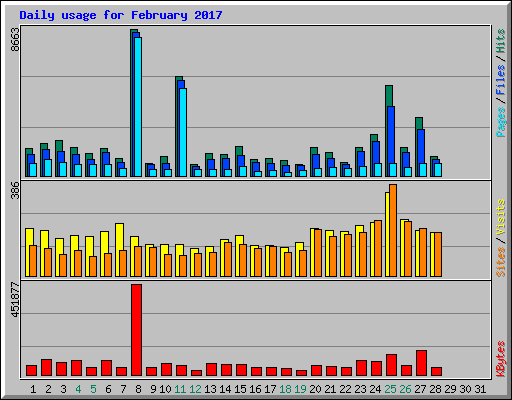 Daily usage for February 2017
8663
Pages / Files / Hits
386
Sites / Visits
451877
KBytes
1 2 3 4 5 6 7 8 9 10 11 12 13 14 15 16 17 18 19 20 21 22 23 24 25 26 27 28 29 30 31